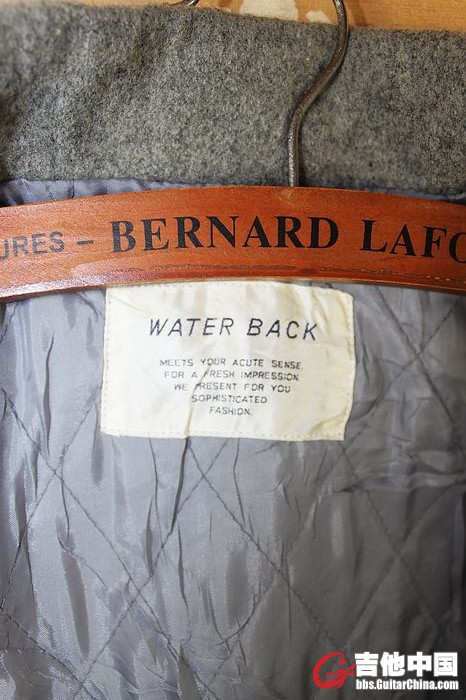 URES – BERNARD LAFO
WATER BACK
MEETS YOUR ACUTE SENSE.
FOR A FRESH IMPRESSION.
WE PRESENT FOR YOU
SOPHISTICATED
FASHION.
吉他中国
bbs.GuitarChina.com